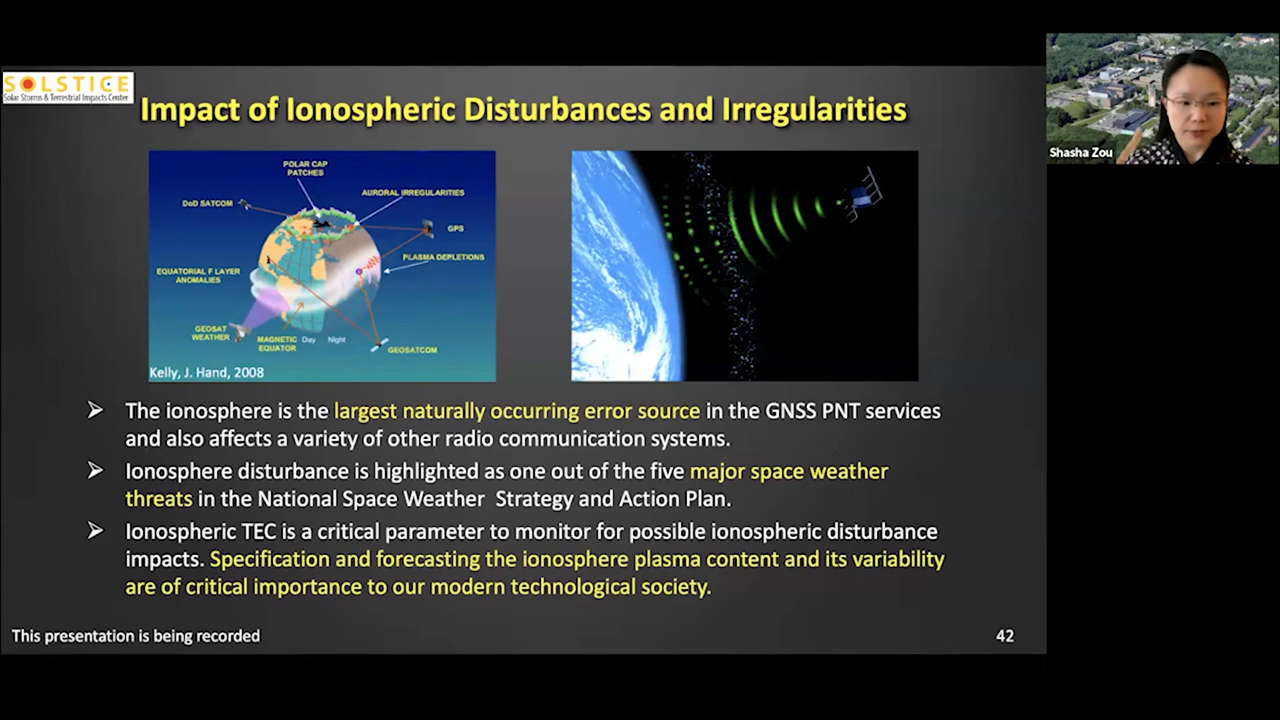 SOLSTICE
Solar Storms & Terrestrial Impacts Center
Impact of Ionospheric Disturbances and Irregularities
Shasha Zou
POLAR CAP
PATCHES
AURORAL IRREGULARITIES
DoD SATCOM
GPS
PLASMA DEPLETIONS
EQUATORIAL F LAYER
ANOMALIES
GEOSAT
WEATHER
MAGNETIC
EQUATOR
Day
Night
GEOSATCOM
Kelly, J. Hand, 2008
➤ The ionosphere is the largest naturally occurring error source in the GNSS PNT services
and also affects a variety of other radio communication systems.
➤ Ionosphere disturbance is highlighted as one out of the five major space weather
threats in the National Space Weather Strategy and Action Plan.
➤ Ionospheric TEC is a critical parameter to monitor for possible ionospheric disturbance
impacts. Specification and forecasting the ionosphere plasma content and its variability
are of critical importance to our modern technological society.
This presentation is being recorded
42